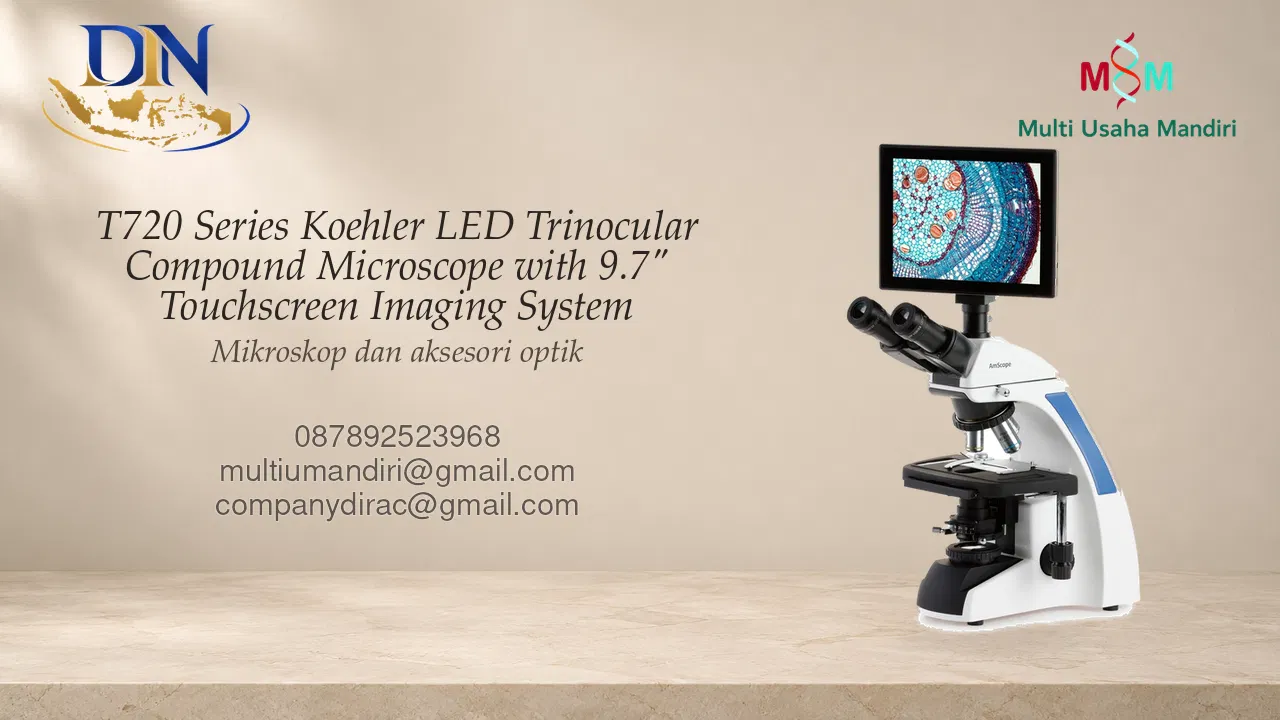 DIN
M M
Multi Usaha Mandiri
T720 Series Koehler LED Trinocular
Compound Microscope with 9.7"
Touchscreen Imaging System
Mikroskop dan aksesori optik
087892523968
multiumandiri@gmail.com
companydirac@gmail.com
AmScope